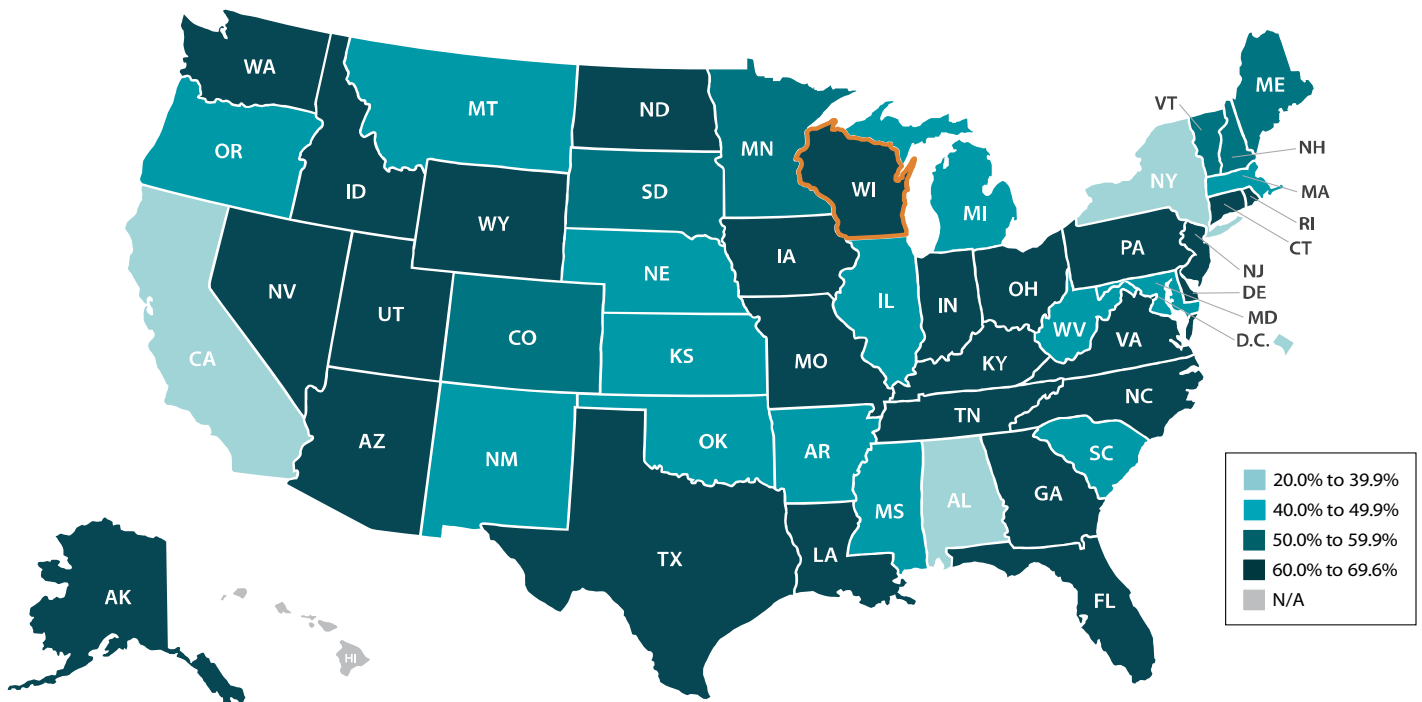 WA
MT
ND
MN
ME
VT
NH
OR
ID
WY
SD
WI
MI
NY
MA
RI
CT
NV
UT
CO
NE
IA
IL
IN
OH
PA
NJ
DE
MD
D.C.
CA
KS
MO
KY
WV
VA
AZ
NM
OK
AR
TN
NC
SC
TX
LA
MS
AL
GA
FL
AK
HI
20.0% to 39.9%
40.0% to 49.9%
50.0% to 59.9%
60.0% to 69.6%
N/A